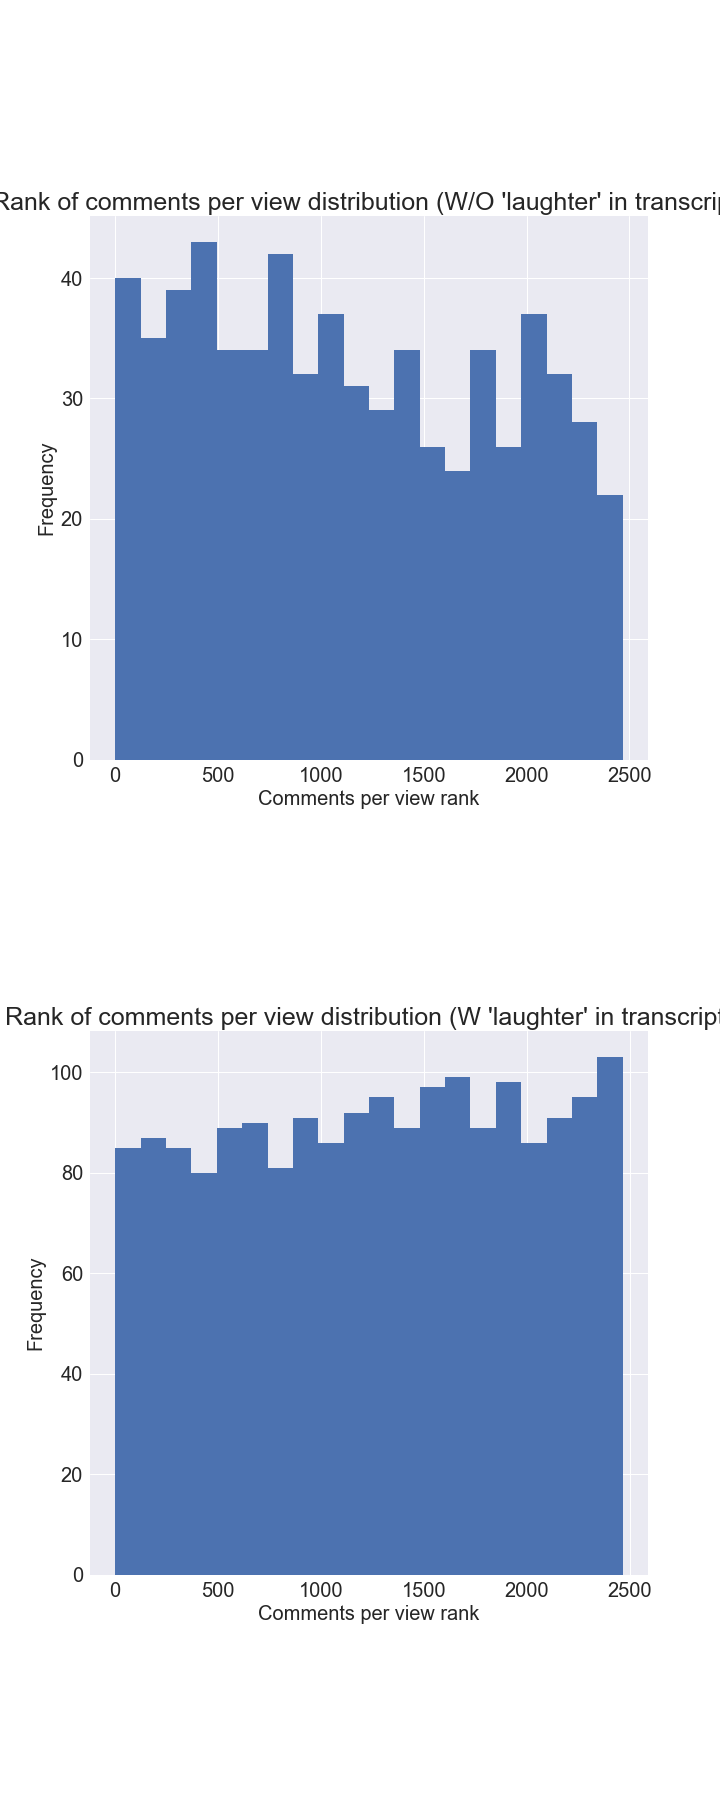 Rank of comments per view distribution (W/O 'laughter' in transcrip
40
30
20
10
0
Frequency
0 500 1000 1500 2000 2500
Comments per view rank
Rank of comments per view distribution (W 'laughter' in transcript
100
80
60
40
20
0
Frequency
0 500 1000 1500 2000 2500
Comments per view rank